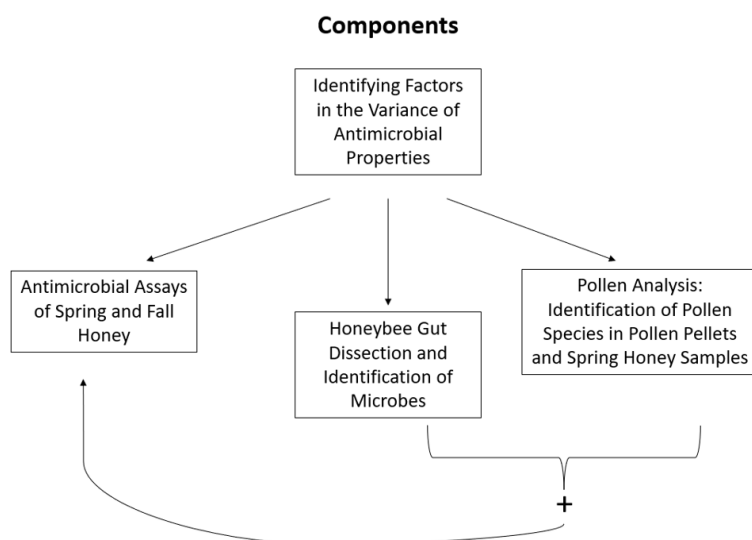 Components
Identifying Factors
in the Variance of
Antimicrobial
Properties
Antimicrobial Assays
of Spring and Fall
Honey
Honeybee Gut
Dissection and
Identification of
Microbes
Pollen Analysis:
Identification of Pollen
Species in Pollen Pellets
and Spring Honey Samples
+